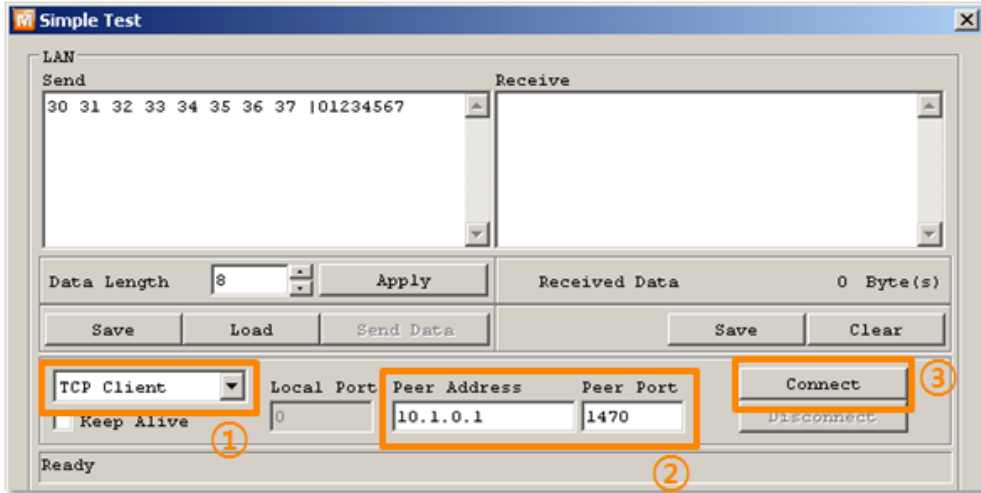 Simple Test
LAN
Send
Receive
30 31 32 33 34 35 36 37 |01234567
Data Length 8 Apply
Received Data 0 Byte(s)
Save Load Send Data
Save Clear
TCP Client
Local Port
Peer Address
Peer Port
Connect
③
Keep Alive
0
10.1.0.1
1470
Disconnect
①
②
Ready